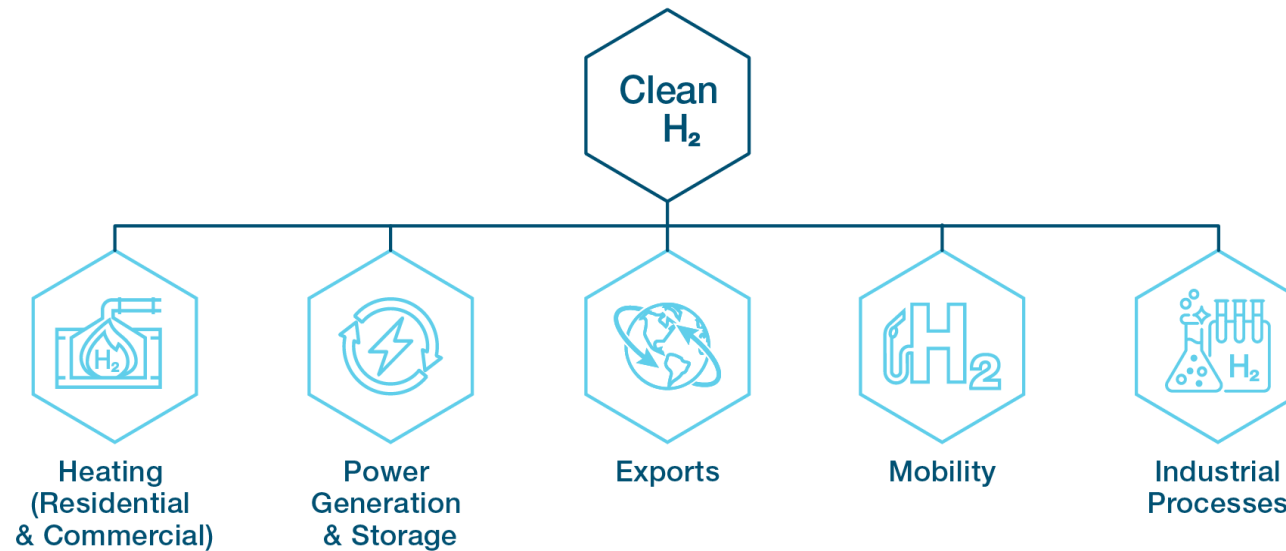 Clean
H₂
H₂
H₂
H₂
Heating
(Residential
& Commercial)
Power
Generation
& Storage
Exports
Mobility
Industrial
Processes